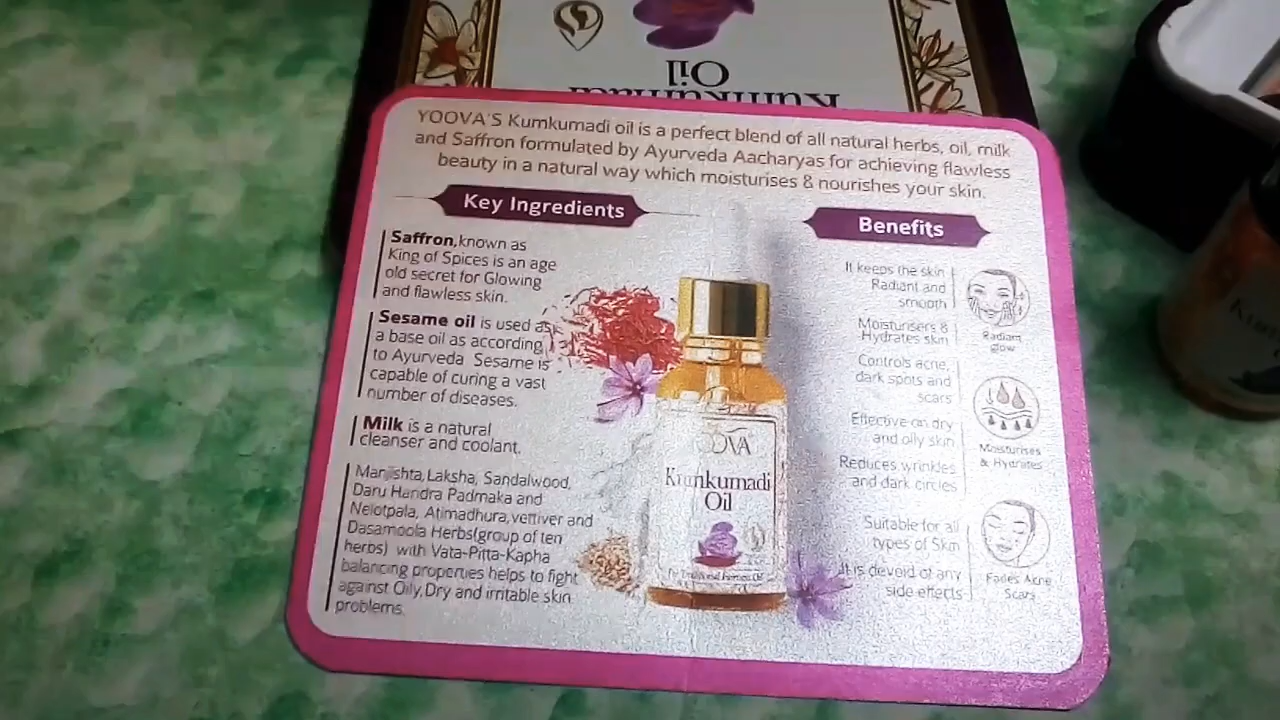 Oil
Kumkumadi
YOOVA'S Kumkumadi oil is a perfect blend of all natural herbs, oil, milk
and Saffron formulated by Ayurveda Aacharyas for achieving flawless
beauty in a natural way which moisturises & nourishes your skin.
Key Ingredients
Saffron,known as
King of Spices is an age
old secret for Glowing
and flawless skin.
Sesame oil is used as
a base oil as according
to Ayurveda Sesame is
capable of curing a vast
number of diseases.
Milk is a natural
cleanser and coolant.
Manjishta,Laksha, Sandalwood,
Daru Haridra Padmaka and
Neelotpala, Atimadhura,vettiver and
Dasamoola Herbs(group of ten
herbs) with Vata-Pitta-Kapha
balancing properties helps to fight
against Oily,Dry and irritable skin
problems.
YOOVA
Kumkumadi
Oil
Benefits
It keeps the skin
Radiant and
smooth
Moisturisers &
Hydrates skin
Controls acne,
dark spots and
scars
Effective on dry
and oily skin
Reduces wrinkles
and dark circles
Suitable for all
types of Skin
It is devoid of any
side effects
Radiant
glow
Moisturises
& Hydrates
Fades Acne
Scars